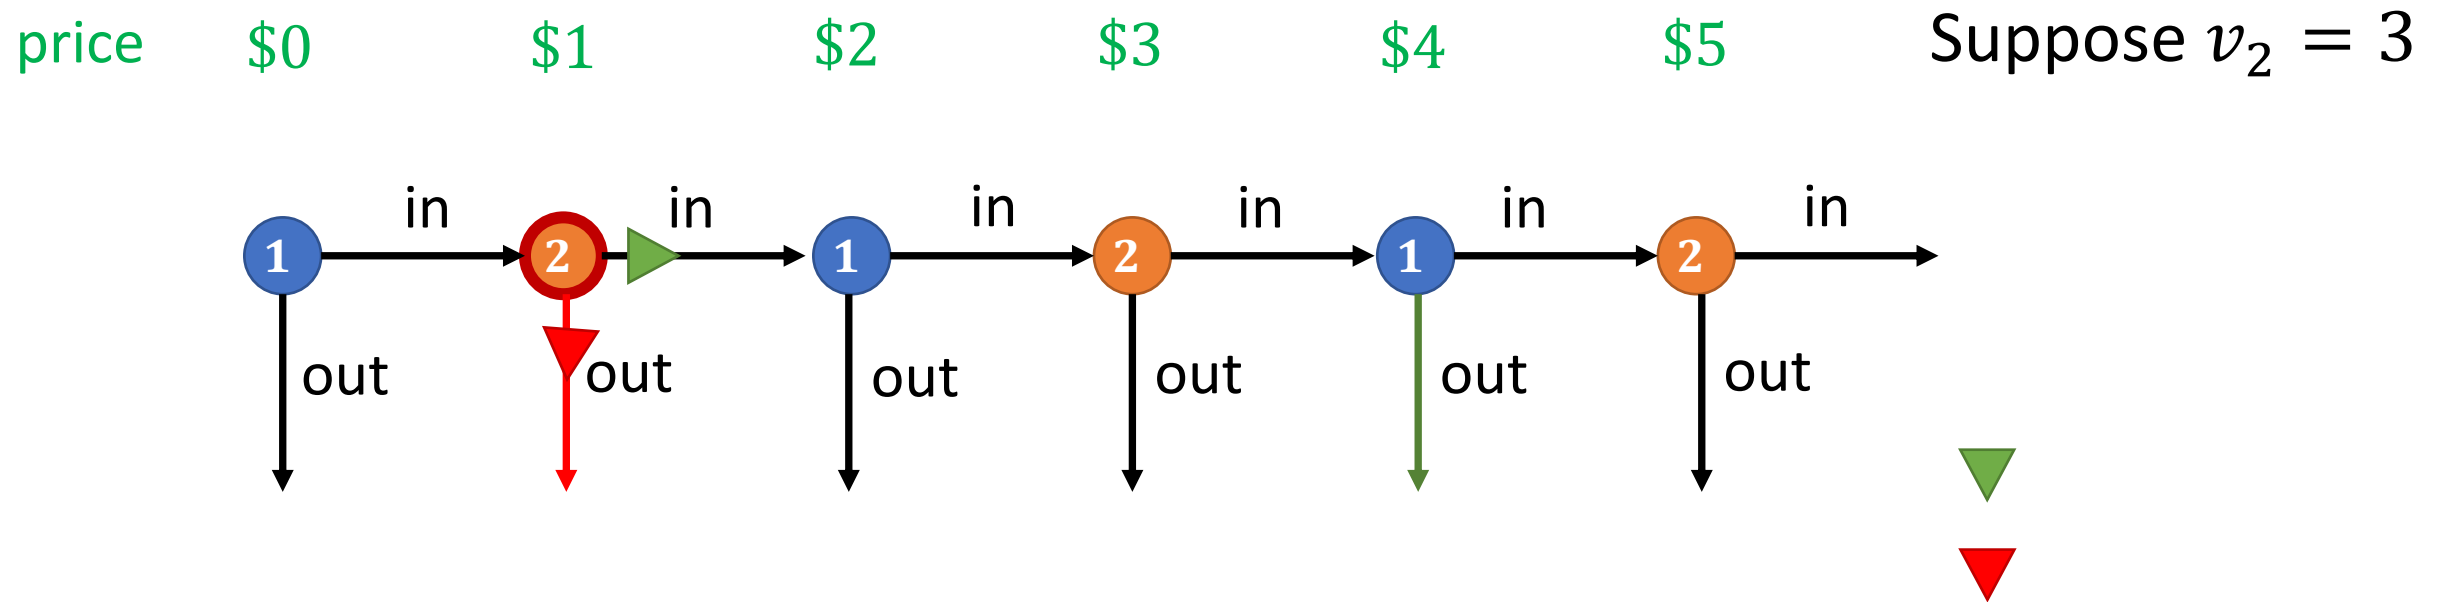 price $0 $1 $2 $3 $4 $5 Suppose v₂ = 3
in in in in in in
1 2 1 2 1 2
out out out out out out